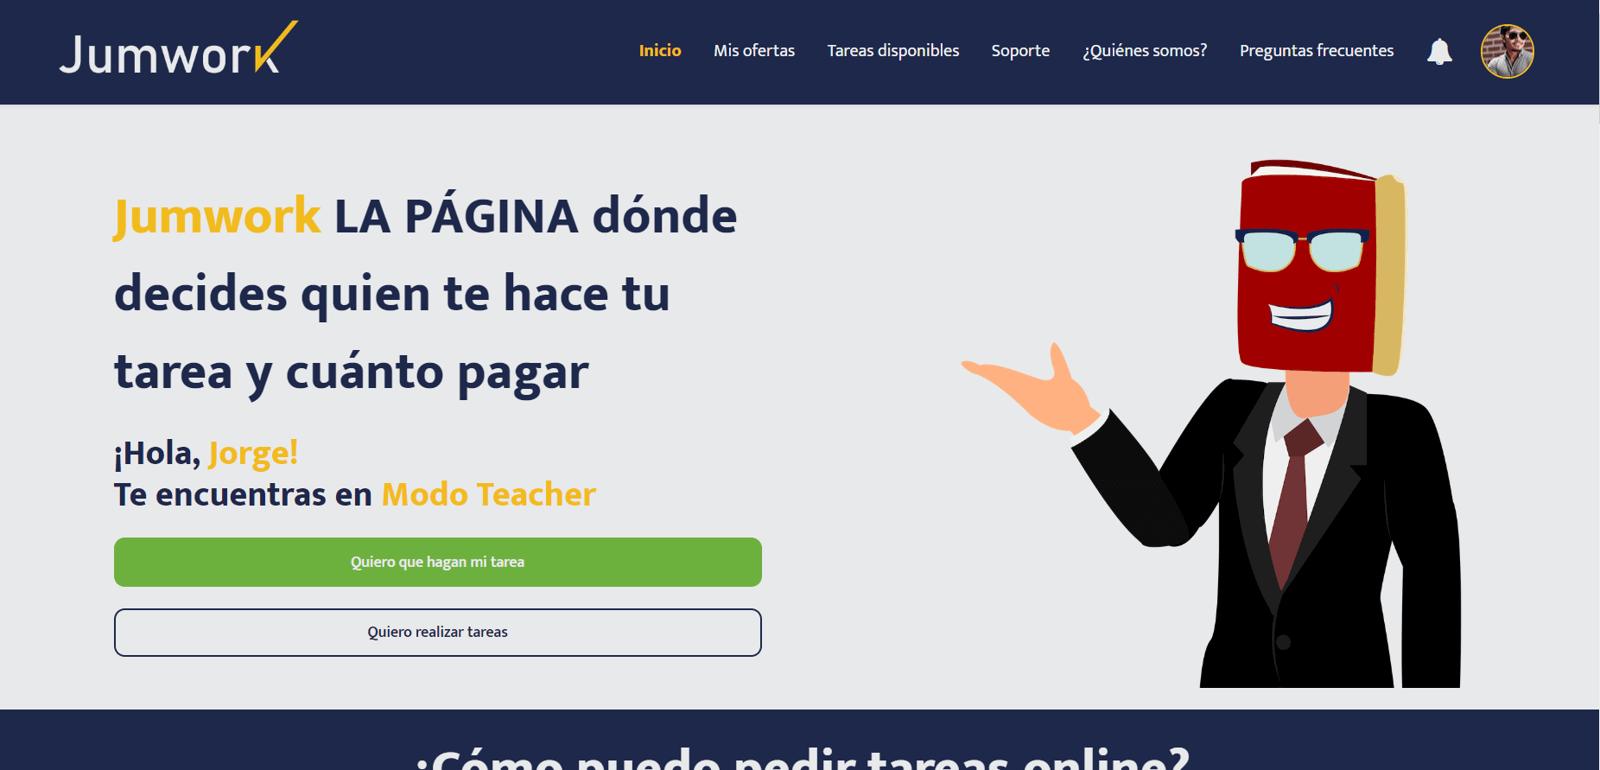 Jumwork
Inicio Mis ofertas Tareas disponibles Soporte ¿Quiénes somos? Preguntas frecuentes
Jumwork LA PÁGINA dónde
decides quien te hace tu
tarea y cuánto pagar
¡Hola, Jorge!
Te encuentras en Modo Teacher
Quiero que hagan mi tarea
Quiero realizar tareas
¿Cómo puedo pedir tareas online?